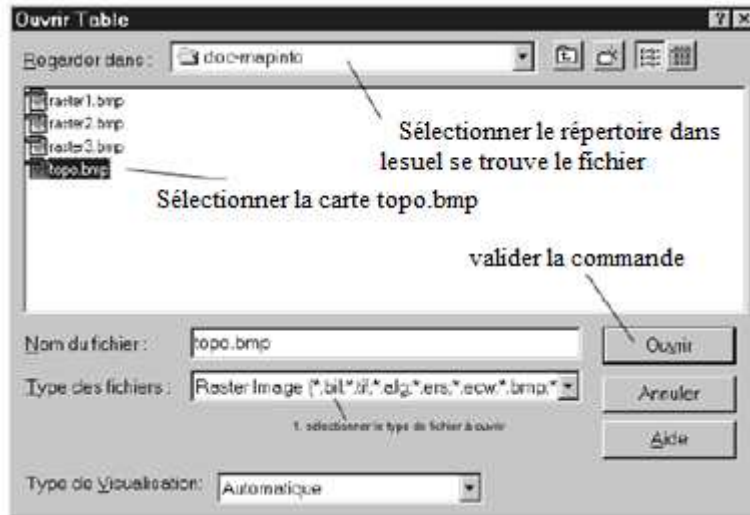 Ouvrir Table
Regarder dans : doc-mapinfo
raster1.bmp
raster2.bmp
raster3.bmp
topo.bmp
Sélectionner le répertoire dans
lesuel se trouve le fichier
Sélectionner la carte topo.bmp
valider la commande
Nom du fichier : topo.bmp
Ouvrir
Type des fichiers : Raster Image (*.bil;*.tif;*.alg;*.ers;*.ecw;*.bmp;*
Annuler
1. sélectionner le type de fichier à ouvrir
Aide
Type de Visualisation: Automatique